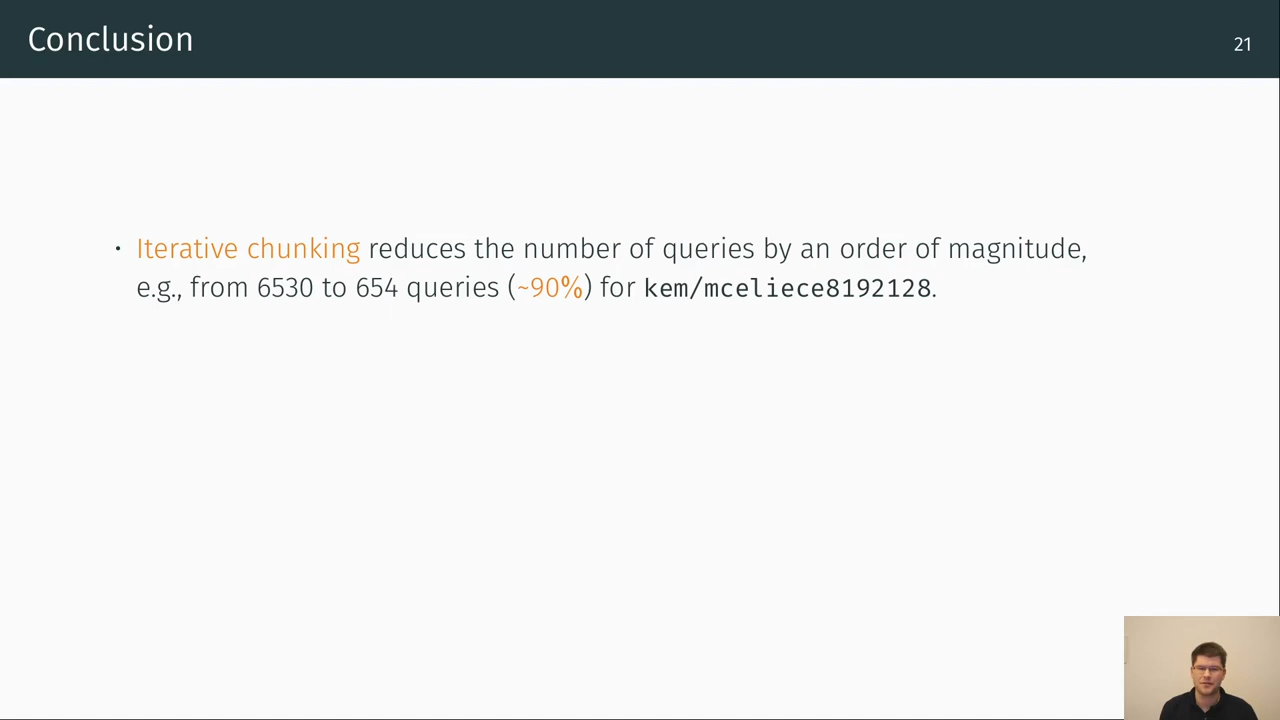 Conclusion
21
• Iterative chunking reduces the number of queries by an order of magnitude,
e.g., from 6530 to 654 queries (~90%) for kem/mceliece8192128.